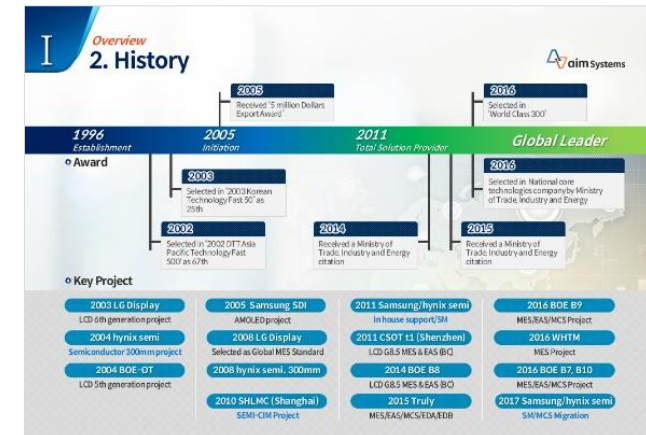 I
Overview
2. History
aim Systems
2005
Received '5 million Dollars
Export Award'
2016
Selected in
'World Class 300'
1996
Establishment
2005
Initiation
2011
Total Solution Provider
Global Leader
Award
2003
Selected in '2003 Korean
Technology Fast 50' as
25th
2016
Selected in National core
technologies company by Ministry
of Trade, Industry and Energy
2002
Selected in '2002 DTT Asia
Pacific Technology Fast
500' as 67th
2014
Received a Ministry of
Trade, Industry and Energy
citation
2015
Received a Ministry of
Trade, Industry and Energy
citation
Key Project
2003 LG Display
LCD 6th generation project
2004 hynix semi
Semiconductor 300mm project
2004 BOE-OT
LCD 5th generation project
2005 Samsung SDI
AMOLED project
2008 LG Display
Selected as Global MES Standard
2008 hynix semi. 300mm
2010 SHLMC (Shanghai)
SEMI-CIM Project
2011 Samsung/hynix semi
In house support/SM
2011 CSOT t1 (Shenzhen)
LCD G8.5 MES & EAS (BC)
2014 BOE B8
LCD G8.5 MES & EAS (BC)
2015 Truly
MES/EAS/MCS/EDA/EDB
2016 BOE B9
MES/EAS/MCS Project
2016 WHTM
MES Project
2016 BOE B7, B10
MES/EAS/MCS Project
2017 Samsung/hynix semi
SM/MCS Migration